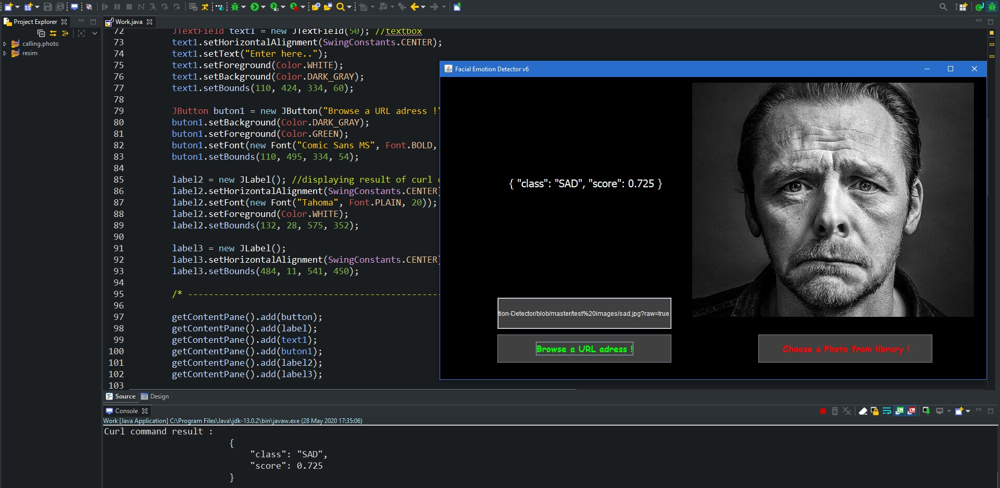 Project Explorer
calling.photo
resim
Work.java
72 JTextField text1 = new JTextField(50); //textbox
73 text1.setHorizontalAlignment(SwingConstants.CENTER);
74 text1.setText("Enter here..");
75 text1.setForeground(Color.WHITE);
76 text1.setBackground(Color.DARK_GRAY);
77 text1.setBounds(110, 424, 334, 60);
78
79 JButton buton1 = new JButton("Browse a URL adress !"
80 buton1.setBackground(Color.DARK_GRAY);
81 buton1.setForeground(Color.GREEN);
82 buton1.setFont(new Font("Comic Sans MS", Font.BOLD,
83 buton1.setBounds(110, 495, 334, 54);
84
85 label2 = new JLabel(); //displaying result of curl
86 label2.setHorizontalAlignment(SwingConstants.CENTER)
87 label2.setFont(new Font("Tahoma", Font.PLAIN, 20));
88 label2.setForeground(Color.WHITE);
89 label2.setBounds(132, 28, 575, 352);
90
91 label3 = new JLabel();
92 label3.setHorizontalAlignment(SwingConstants.CENTER)
93 label3.setBounds(484, 11, 541, 450);
94
95 /* -------------------------------------------------
96
97 getContentPane().add(button);
98 getContentPane().add(label);
99 getContentPane().add(text1);
100 getContentPane().add(buton1);
101 getContentPane().add(label2);
102 getContentPane().add(label3);
103
Facial Emotion Detector v6
{ "class": "SAD", "score": 0.725 }
tion-Detector/blob/master/test%20images/sad.jpg?raw=true
Browse a URL adress !
Choose a Photo from library !
Source Design
Console
Work [Java Application] C:\Program Files\Java\jdk-13.0.2\bin\javaw.exe (28 May 2020 17:35:06)
Curl command result :
{
"class": "SAD",
"score": 0.725
}